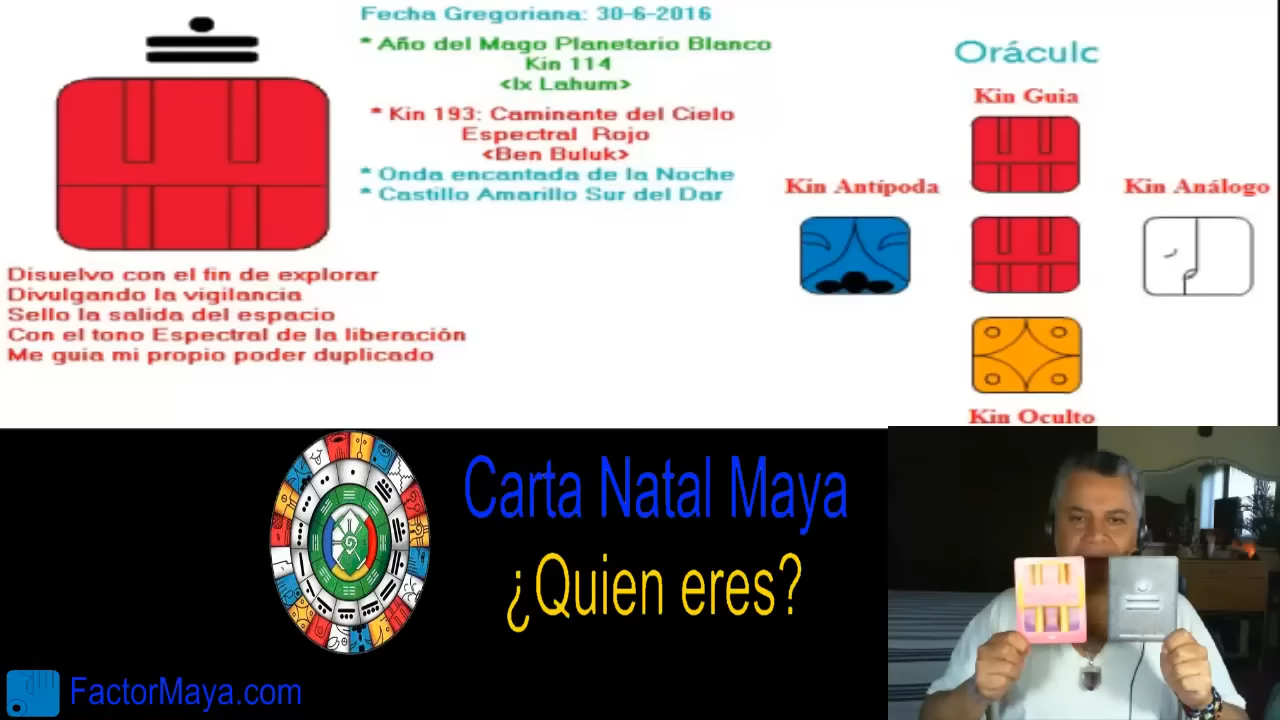 Fecha Gregoriana: 30-6-2016
* Año del Mago Planetario Blanco
Kin 114
<Ix Lahum>
* Kin 193: Caminante del Cielo
Espectral Rojo
<Ben Buluk>
* Onda encantada de la Noche
* Castillo Amarillo Sur del Dar
Disuelvo con el fin de explorar
Divulgando la vigilancia
Sello la salida del espacio
Con el tono Espectral de la liberación
Me guia mi propio poder duplicado
Oráculc
Kin Guia
Kin Antípoda
Kin Análogo
Kin Oculto
Carta Natal Maya
¿Quien eres?
FactorMaya.com